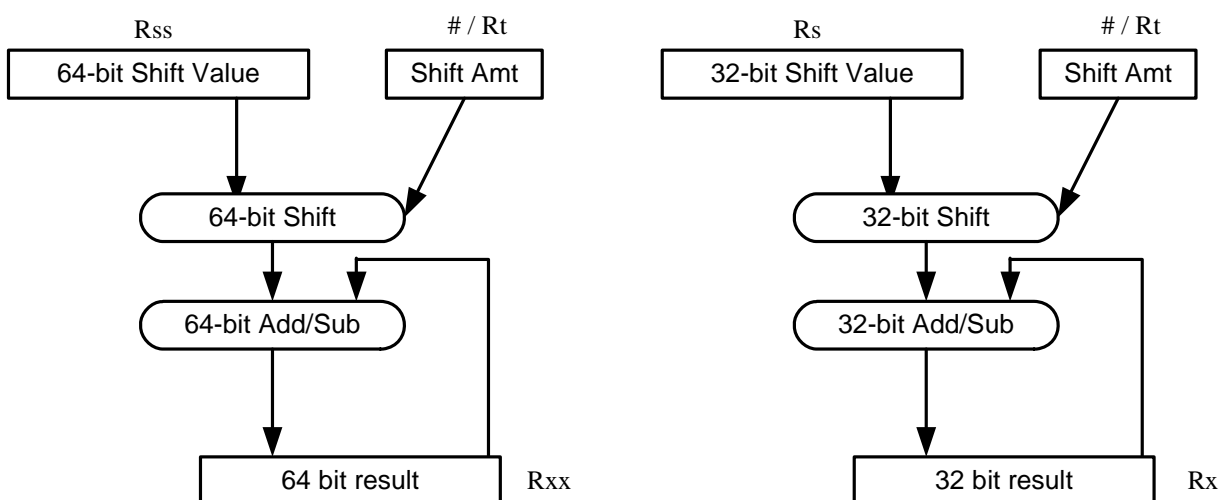 Rss
# / Rt
Rs
# / Rt
64-bit Shift Value
Shift Amt
32-bit Shift Value
Shift Amt
64-bit Shift
32-bit Shift
64-bit Add/Sub
32-bit Add/Sub
64 bit result
Rxx
32 bit result
Rx